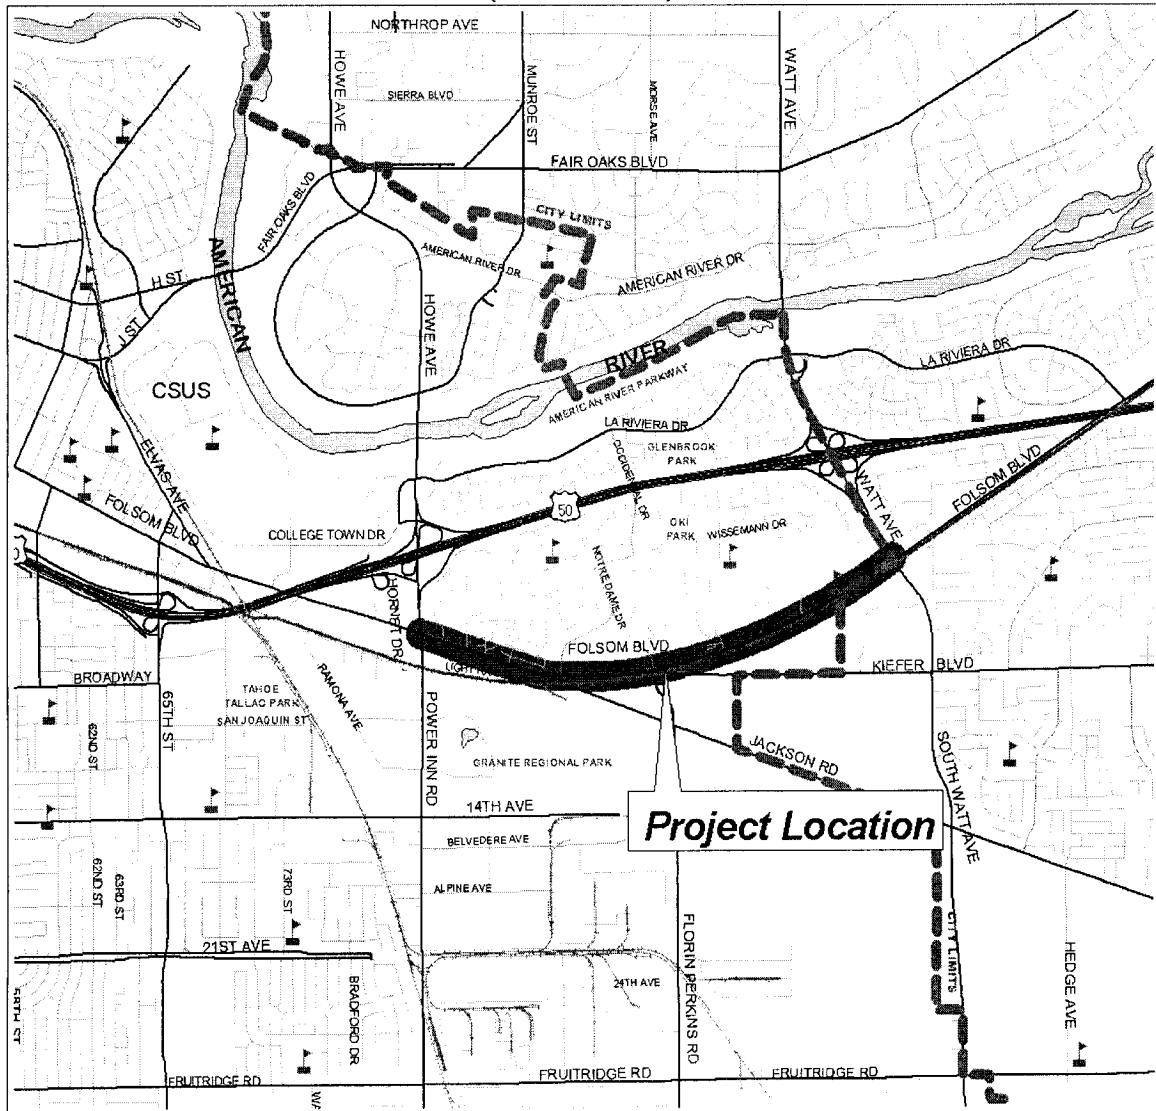 NORTHROP AVE
HOWE AVE
SIERRA BLVD
MUNROE ST
MORSE AVE
WATT AVE
FAIR OAKS BLVD
FAIR OAKS BLVD
CITY LIMITS
AMERICAN RIVER DR
AMERICAN RIVER DR
H ST
J ST
AMERICAN
RIVER
HOWE AVE
CSUS
AMERICAN RIVER PARKWAY
LA RIVIERA DR
LA RIVIERA DR
OCCIDENTAL DR
GLENBROOK
PARK
ELVAS AVE
FOLSOM BLVD
COLLEGE TOWN DR
50
OKI
PARK
WISSEMANN DR
WATT AVE
FOLSOM BLVD
NOTRE DAME DR
HORNET DR
FOLSOM BLVD
BROADWAY
KIEFER BLVD
65TH ST
TAHOE
TALLAC PARK
SAN JOAQUIN ST
RAMONA AVE
POWER INN RD
GRANITE REGIONAL PARK
JACKSON RD
SOUTH WATT AVE
62ND ST
14TH AVE
Project Location
BELVEDERE AVE
ALPINE AVE
62ND ST
63RD ST
73RD ST
21ST AVE
24TH AVE
FLORIN PERKINS RD
CITY LIMITS
HEDGE AVE
58TH ST
BRADFORD DR
FRUITRIDGE RD
FRUITRIDGE RD
FRUITRIDGE RD